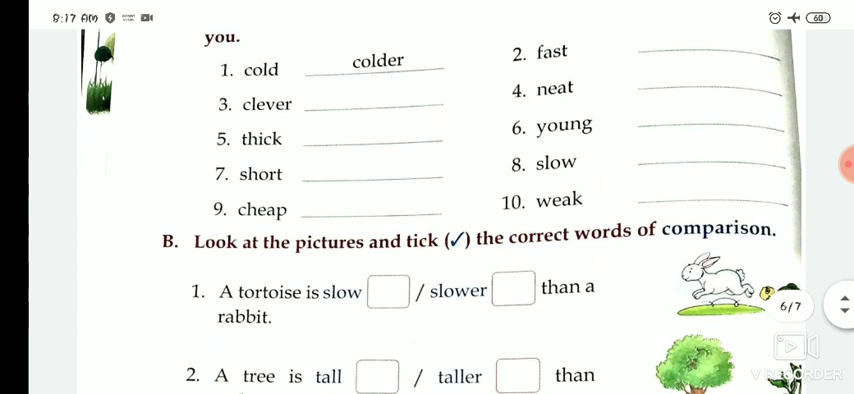 8:17 AM
60
you.
1. cold colder 2. fast
3. clever 4. neat
5. thick 6. young
7. short 8. slow
9. cheap 10. weak
B. Look at the pictures and tick (✓) the correct words of comparison.
1. A tortoise is slow / slower than a
rabbit.
6/7
2. A tree is tall / taller than
V RECORDER